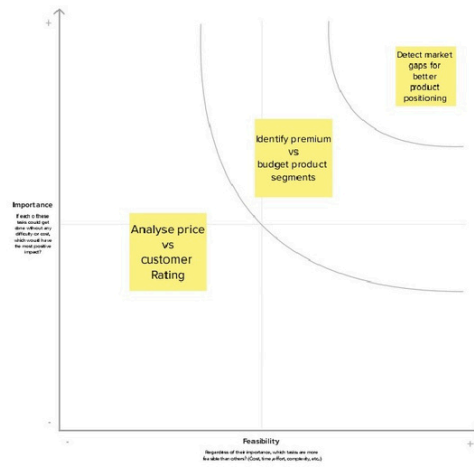 +
Detect market
gaps for
better
product
positioning
Identify premium
vs
budget product
segments
Importance
If each of these
tasks could get
done without any
difficulty or cost,
which would have
the most positive
impact?
Analyse price
vs
customer
Rating
-
-
Feasibility
+
Regardless of their importance, which tasks are more
feasible than others? (Cost, time, effort, complexity, etc.)